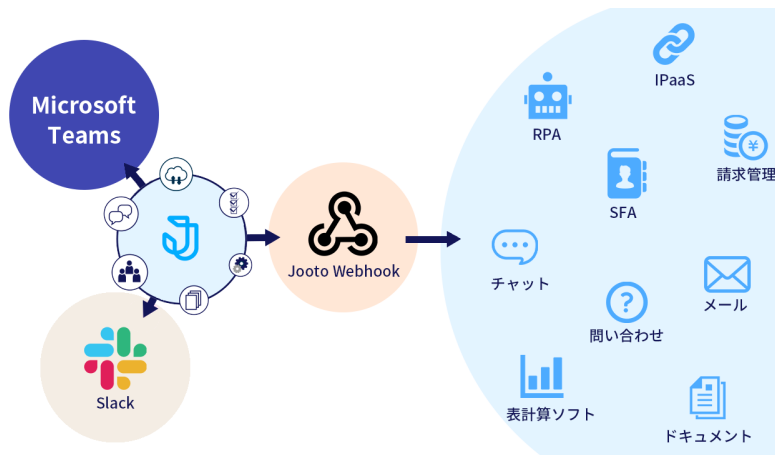 Microsoft
Teams
Slack
Jooto Webhook
IPaaS
RPA
請求管理
SFA
チャット
メール
問い合わせ
表計算ソフト
ドキュメント